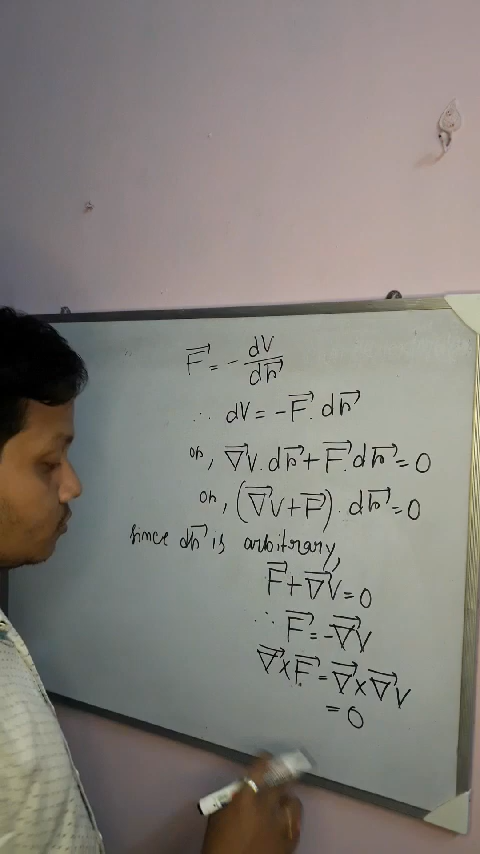 F⃗ = - dV/dr⃗
∴ dV = -F⃗. dr⃗
or, ∇⃗V. dr⃗ + F⃗. dr⃗ = 0
or, (∇⃗V + F⃗). dr⃗ = 0
Since dr⃗ is arbitrary,
F⃗ + ∇⃗V = 0
∴ F⃗ = -∇⃗V
∇⃗ × F⃗ = ∇⃗ × ∇⃗V
= 0